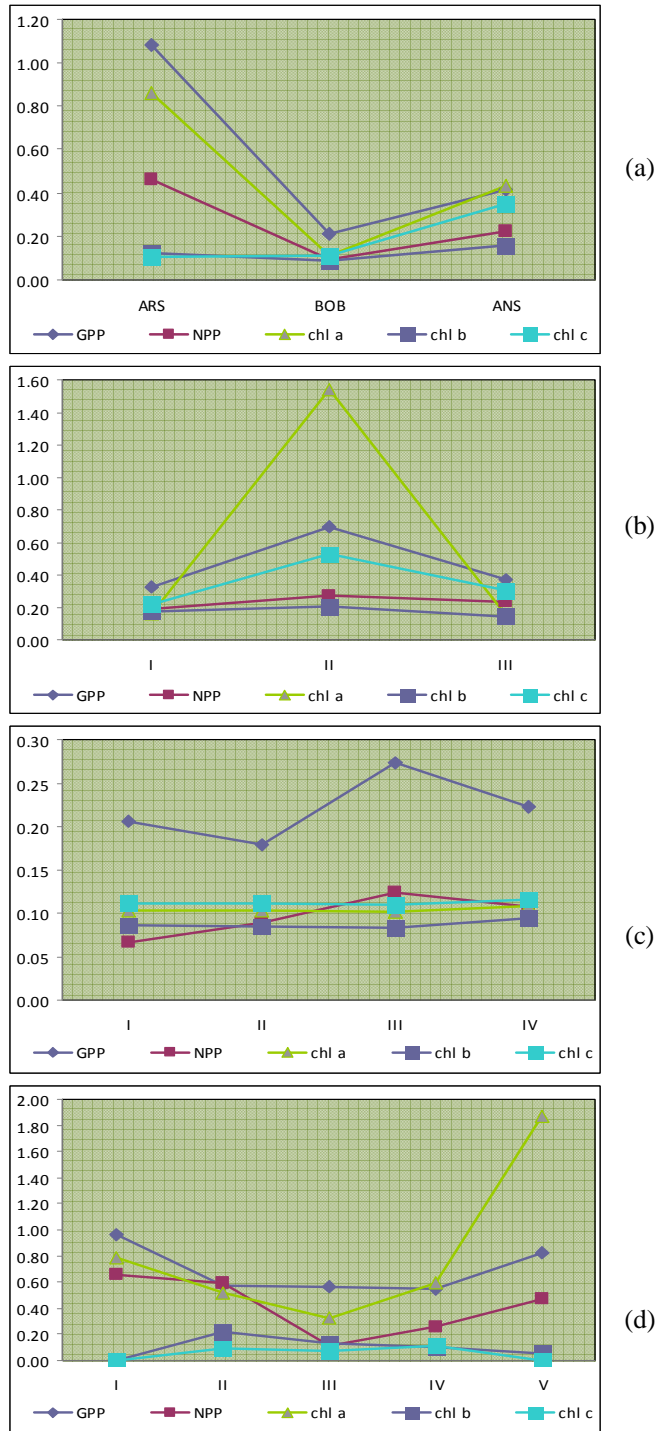 1.20
1.00
0.80
0.60
0.40
0.20
0.00
ARS BOB ANS
GPP NPP chl a chl b chl c
(a)
1.60
1.40
1.20
1.00
0.80
0.60
0.40
0.20
0.00
I II III
GPP NPP chl a chl b chl c
(b)
0.30
0.25
0.20
0.15
0.10
0.05
0.00
I II III IV
GPP NPP chl a chl b chl c
(c)
2.00
1.80
1.60
1.40
1.20
1.00
0.80
0.60
0.40
0.20
0.00
I II III IV V
GPP NPP chl a chl b chl c
(d)